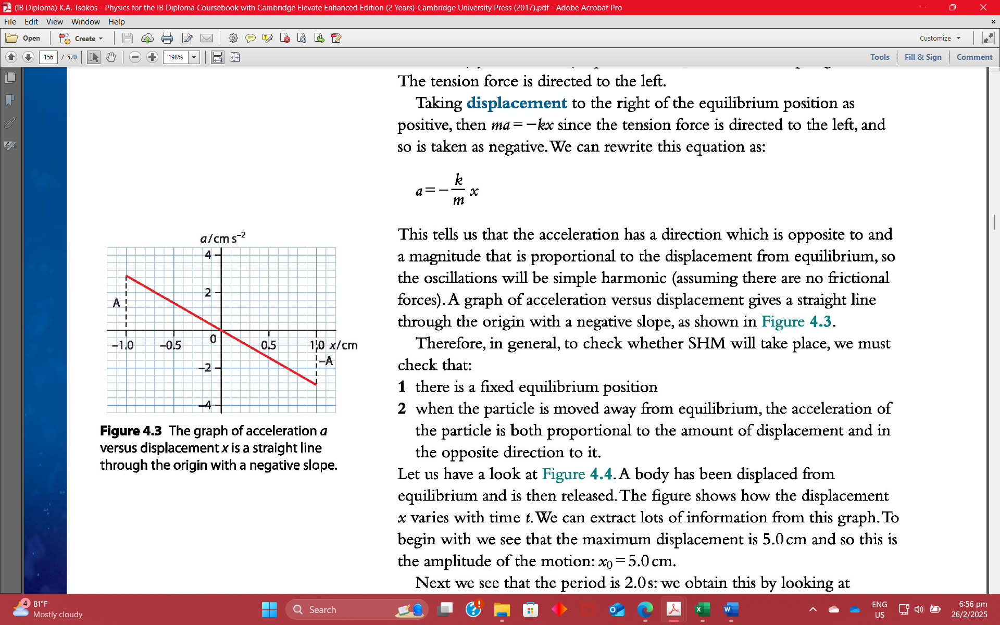 (IB Diploma) K.A. Tsokos - Physics for the IB Diploma Coursebook with Cambridge Elevate Enhanced Edition (2 Years)-Cambridge University Press (2017).pdf - Adobe Acrobat Pro
File Edit View Window Help
Open Create Customize
156 / 570 198% Tools Fill & Sign Comment
The tension force is directed to the left.
Taking displacement to the right of the equilibrium position as
positive, then ma = −kx since the tension force is directed to the left, and
so is taken as negative. We can rewrite this equation as:
a = − k/m x
This tells us that the acceleration has a direction which is opposite to and
a magnitude that is proportional to the displacement from equilibrium, so
the oscillations will be simple harmonic (assuming there are no frictional
forces). A graph of acceleration versus displacement gives a straight line
through the origin with a negative slope, as shown in Figure 4.3.
Therefore, in general, to check whether SHM will take place, we must
check that:
1 there is a fixed equilibrium position
2 when the particle is moved away from equilibrium, the acceleration of
the particle is both proportional to the amount of displacement and in
the opposite direction to it.
Let us have a look at Figure 4.4. A body has been displaced from
equilibrium and is then released. The figure shows how the displacement
x varies with time t. We can extract lots of information from this graph. To
begin with we see that the maximum displacement is 5.0 cm and so this is
the amplitude of the motion: x₀ = 5.0 cm.
Next we see that the period is 2.0 s: we obtain this by looking at
a/cm s⁻²
4
2
A
0
−1.0 −0.5 0.5 1.0 x/cm
−A
−2
−4
Figure 4.3 The graph of acceleration a
versus displacement x is a straight line
through the origin with a negative slope.
4
81°F
Mostly cloudy
Search
ENG
US
6:56 pm
26/2/2025